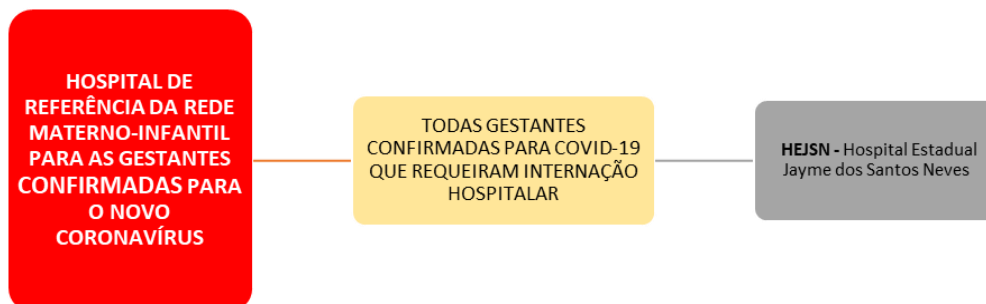 HOSPITAL DE
REFERÊNCIA DA REDE
MATERNO-INFANTIL
PARA AS GESTANTES
CONFIRMADAS PARA
O NOVO
CORONAVÍRUS
TODAS GESTANTES
CONFIRMADAS PARA COVID-19
QUE REQUEIRAM INTERNAÇÃO
HOSPITALAR
HEJSN - Hospital Estadual
Jayme dos Santos Neves